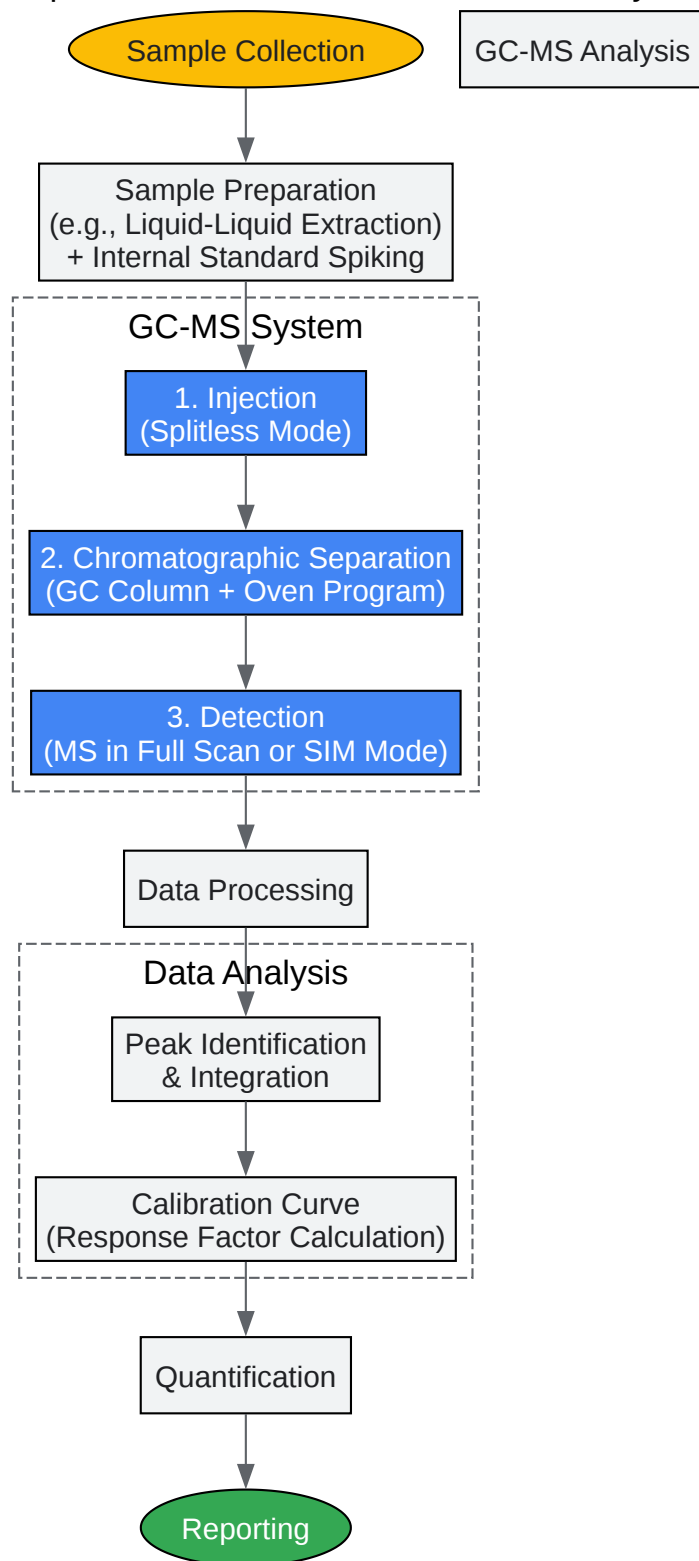 Sample Collection
GC-MS Analysis
Sample Preparation
(e.g., Liquid-Liquid Extraction)
+ Internal Standard Spiking
GC-MS System
1. Injection
(Splitless Mode)
2. Chromatographic Separation
(GC Column + Oven Program)
3. Detection
(MS in Full Scan or SIM Mode)
Data Processing
Data Analysis
Peak Identification
& Integration
Calibration Curve
(Response Factor Calculation)
Quantification
Reporting